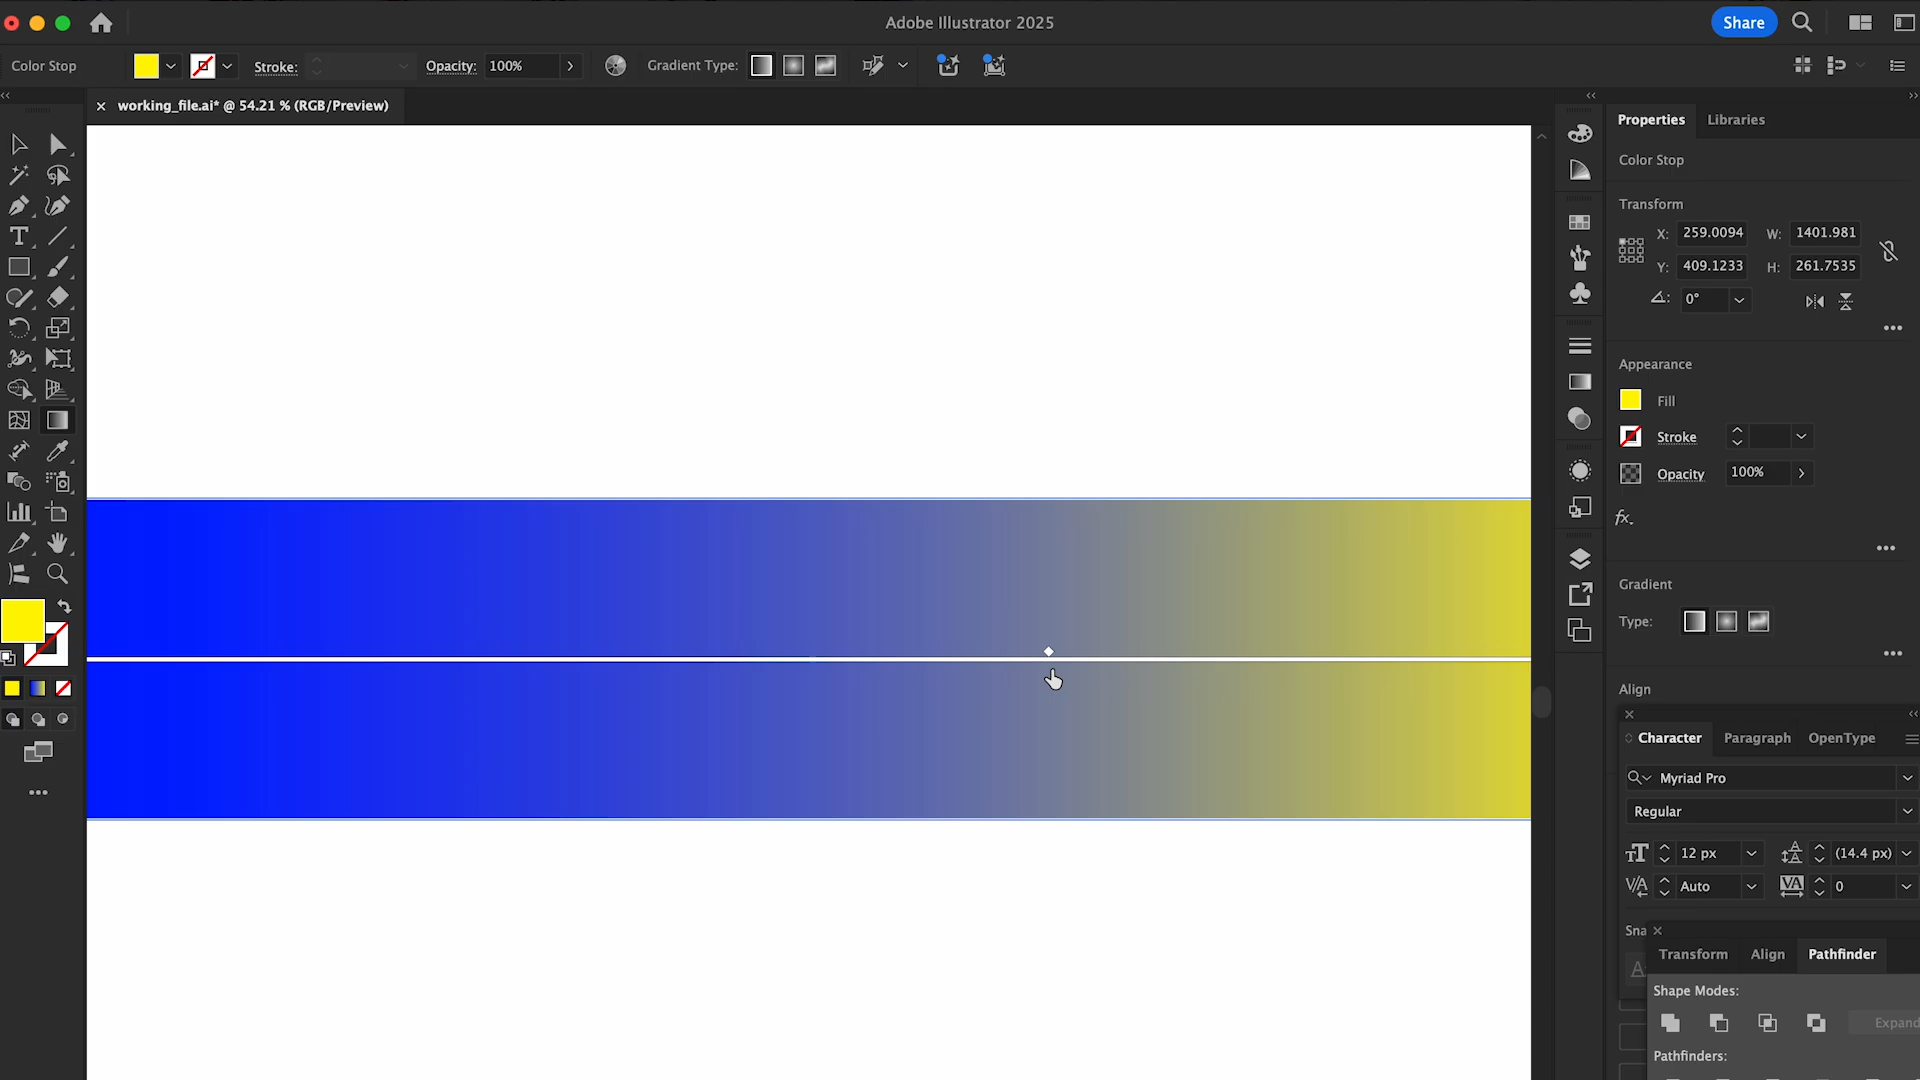 Adobe Illustrator 2025
Share
Color Stop
Stroke:
Opacity:
100%
Gradient Type:
working_file.ai* @ 54.21 % (RGB/Preview)
Properties
Libraries
Color Stop
Transform
X:
259.0094
W:
1401.981
Y:
409.1233
H:
261.7535
0°
Appearance
Fill
Stroke
Opacity
100%
fx.
Gradient
Type:
Align
Character
Paragraph
OpenType
Myriad Pro
Regular
12 px
(14.4 px)
Auto
0
Sna
Transform
Align
Pathfinder
Shape Modes:
Expand
Pathfinders: